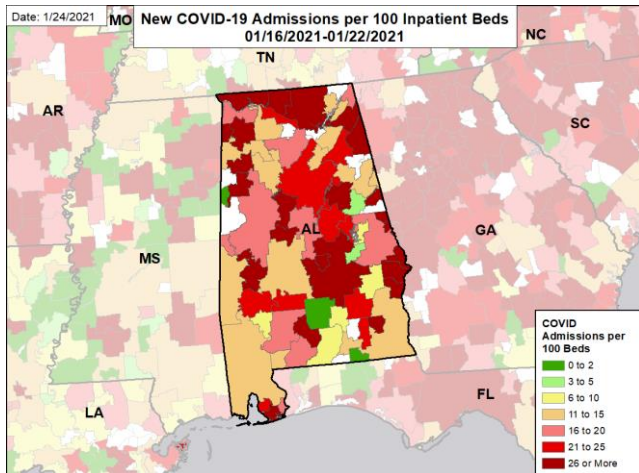 Date: 1/24/2021
New COVID-19 Admissions per 100 Inpatient Beds
01/16/2021-01/22/2021
MO
TN
NC
AR
SC
MS
AL
GA
LA
FL
COVID
Admissions per
100 Beds
0 to 2
3 to 5
6 to 10
11 to 15
16 to 20
21 to 25
26 or More